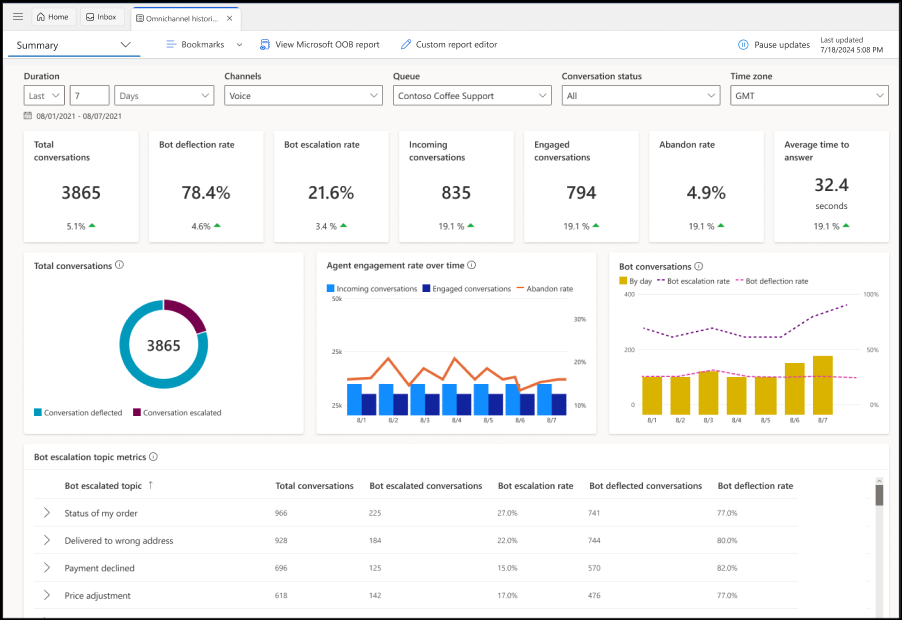 Home
Inbox
Omnichannel histori...
Summary
Bookmarks
View Microsoft OOB report
Custom report editor
Pause updates
Last updated
7/18/2024 5:08 PM
Duration
Channels
Queue
Conversation status
Time zone
Last
7
Days
Voice
Contoso Coffee Support
All
GMT
08/01/2021 - 08/07/2021
Total
conversations
3865
5.1%
Bot deflection rate
78.4%
4.6%
Bot escalation rate
21.6%
3.4 %
Incoming
conversations
835
19.1 %
Engaged
conversations
794
19.1 %
Abandon rate
4.9%
19.1 %
Average time to
answer
32.4
seconds
19.1 %
Total conversations
3865
Conversation deflected
Conversation escalated
Agent engagement rate over time
Incoming conversations
Engaged conversations
Abandon rate
50k
25k
25k
30%
20%
10%
8/1 8/2 8/3 8/4 8/5 8/6 8/7
Bot conversations
By day
Bot escalation rate
Bot deflection rate
400
200
0
100%
50%
0%
8/1 8/2 8/3 8/4 8/5 8/6 8/7
Bot escalation topic metrics
Bot escalated topic Total conversations Bot escalated conversations Bot escalation rate Bot deflected conversations Bot deflection rate
Status of my order 966 225 27.0% 741 77.0%
Delivered to wrong address 928 184 22.0% 744 80.0%
Payment declined 696 125 15.0% 570 82.0%
Price adjustment 618 142 17.0% 476 77.0%